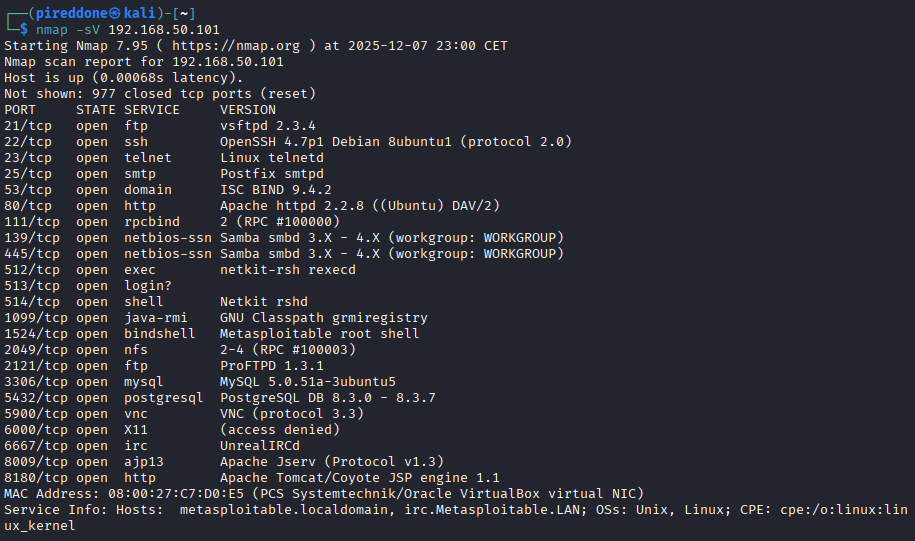 ┌──(pireddone㉿kali)-[~]
└─$ nmap -sV 192.168.50.101
Starting Nmap 7.95 ( https://nmap.org ) at 2025-12-07 23:00 CET
Nmap scan report for 192.168.50.101
Host is up (0.00068s latency).
Not shown: 977 closed tcp ports (reset)
PORT     STATE SERVICE     VERSION
21/tcp   open  ftp         vsftpd 2.3.4
22/tcp   open  ssh         OpenSSH 4.7p1 Debian 8ubuntu1 (protocol 2.0)
23/tcp   open  telnet      Linux telnetd
25/tcp   open  smtp        Postfix smtpd
53/tcp   open  domain      ISC BIND 9.4.2
80/tcp   open  http        Apache httpd 2.2.8 ((Ubuntu) DAV/2)
111/tcp  open  rpcbind     2 (RPC #100000)
139/tcp  open  netbios-ssn Samba smbd 3.X - 4.X (workgroup: WORKGROUP)
445/tcp  open  netbios-ssn Samba smbd 3.X - 4.X (workgroup: WORKGROUP)
512/tcp  open  exec        netkit-rsh rexecd
513/tcp  open  login?
514/tcp  open  shell       Netkit rshd
1099/tcp open  java-rmi    GNU Classpath grmiregistry
1524/tcp open  bindshell   Metasploitable root shell
2049/tcp open  nfs         2-4 (RPC #100003)
2121/tcp open  ftp         ProFTPD 1.3.1
3306/tcp open  mysql       MySQL 5.0.51a-3ubuntu5
5432/tcp open  postgresql  PostgreSQL DB 8.3.0 - 8.3.7
5900/tcp open  vnc         VNC (protocol 3.3)
6000/tcp open  X11         (access denied)
6667/tcp open  irc         UnrealIRCd
8009/tcp open  ajp13       Apache Jserv (Protocol v1.3)
8180/tcp open  http        Apache Tomcat/Coyote JSP engine 1.1
MAC Address: 08:00:27:C7:D0:E5 (PCS Systemtechnik/Oracle VirtualBox virtual NIC)
Service Info: Hosts:  metasploitable.localdomain, irc.Metasploitable.LAN; OSs: Unix, Linux; CPE: cpe:/o:linux:lin
ux_kernel